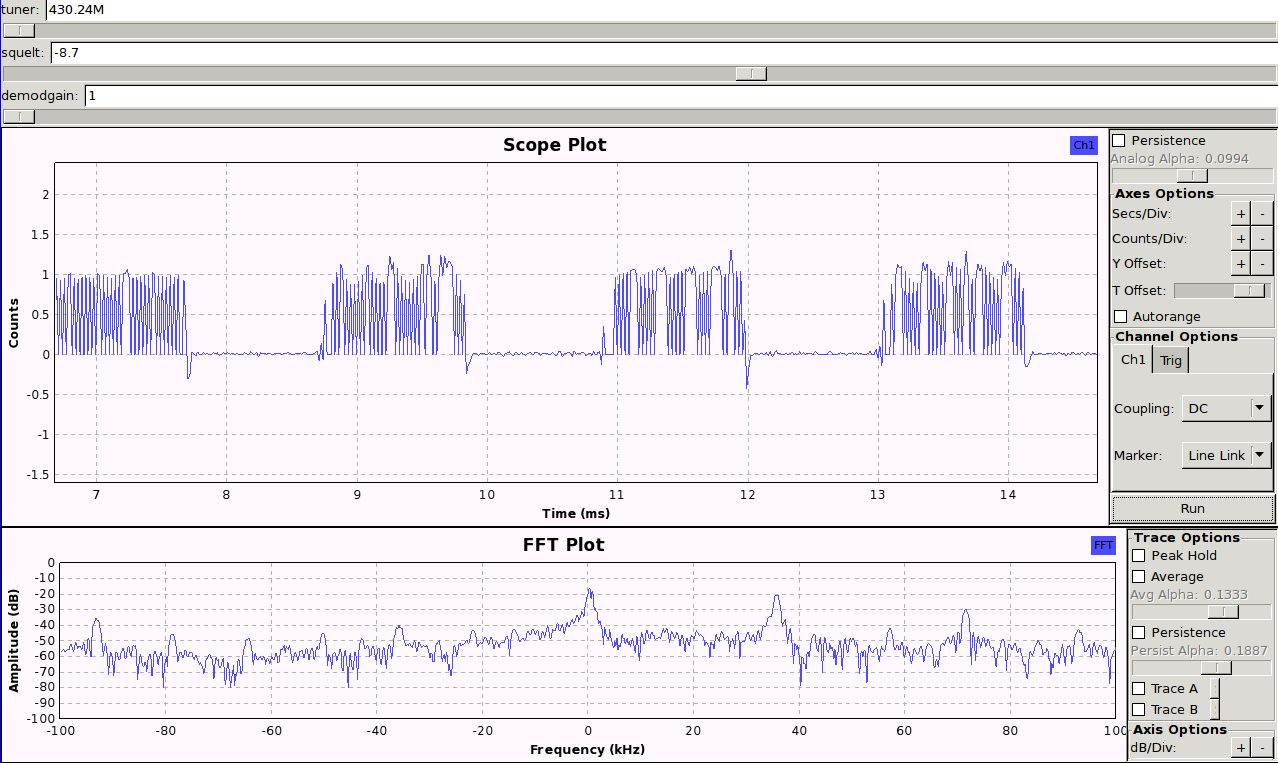 tuner: 430.24M
squelt: -8.7
demodgain: 1
Scope Plot
Ch1
Counts
2
1.5
1
0.5
0
-0.5
-1
-1.5
7 8 9 10 11 12 13 14
Time (ms)
Persistence
Analog Alpha: 0.0994
Axes Options
Secs/Div: + -
Counts/Div: + -
Y Offset: + -
T Offset:
Autorange
Channel Options
Ch1 Trig
Coupling: DC
Marker: Line Link
Run
FFT Plot
FFT
Amplitude (dB)
0
-10
-20
-30
-40
-50
-60
-70
-80
-90
-100
-100 -80 -60 -40 -20 0 20 40 60 80 100
Frequency (kHz)
Trace Options
Peak Hold
Average
Avg Alpha: 0.1333
Persistence
Persist Alpha: 0.1887
Trace A
Trace B
Axis Options
dB/Div: + -